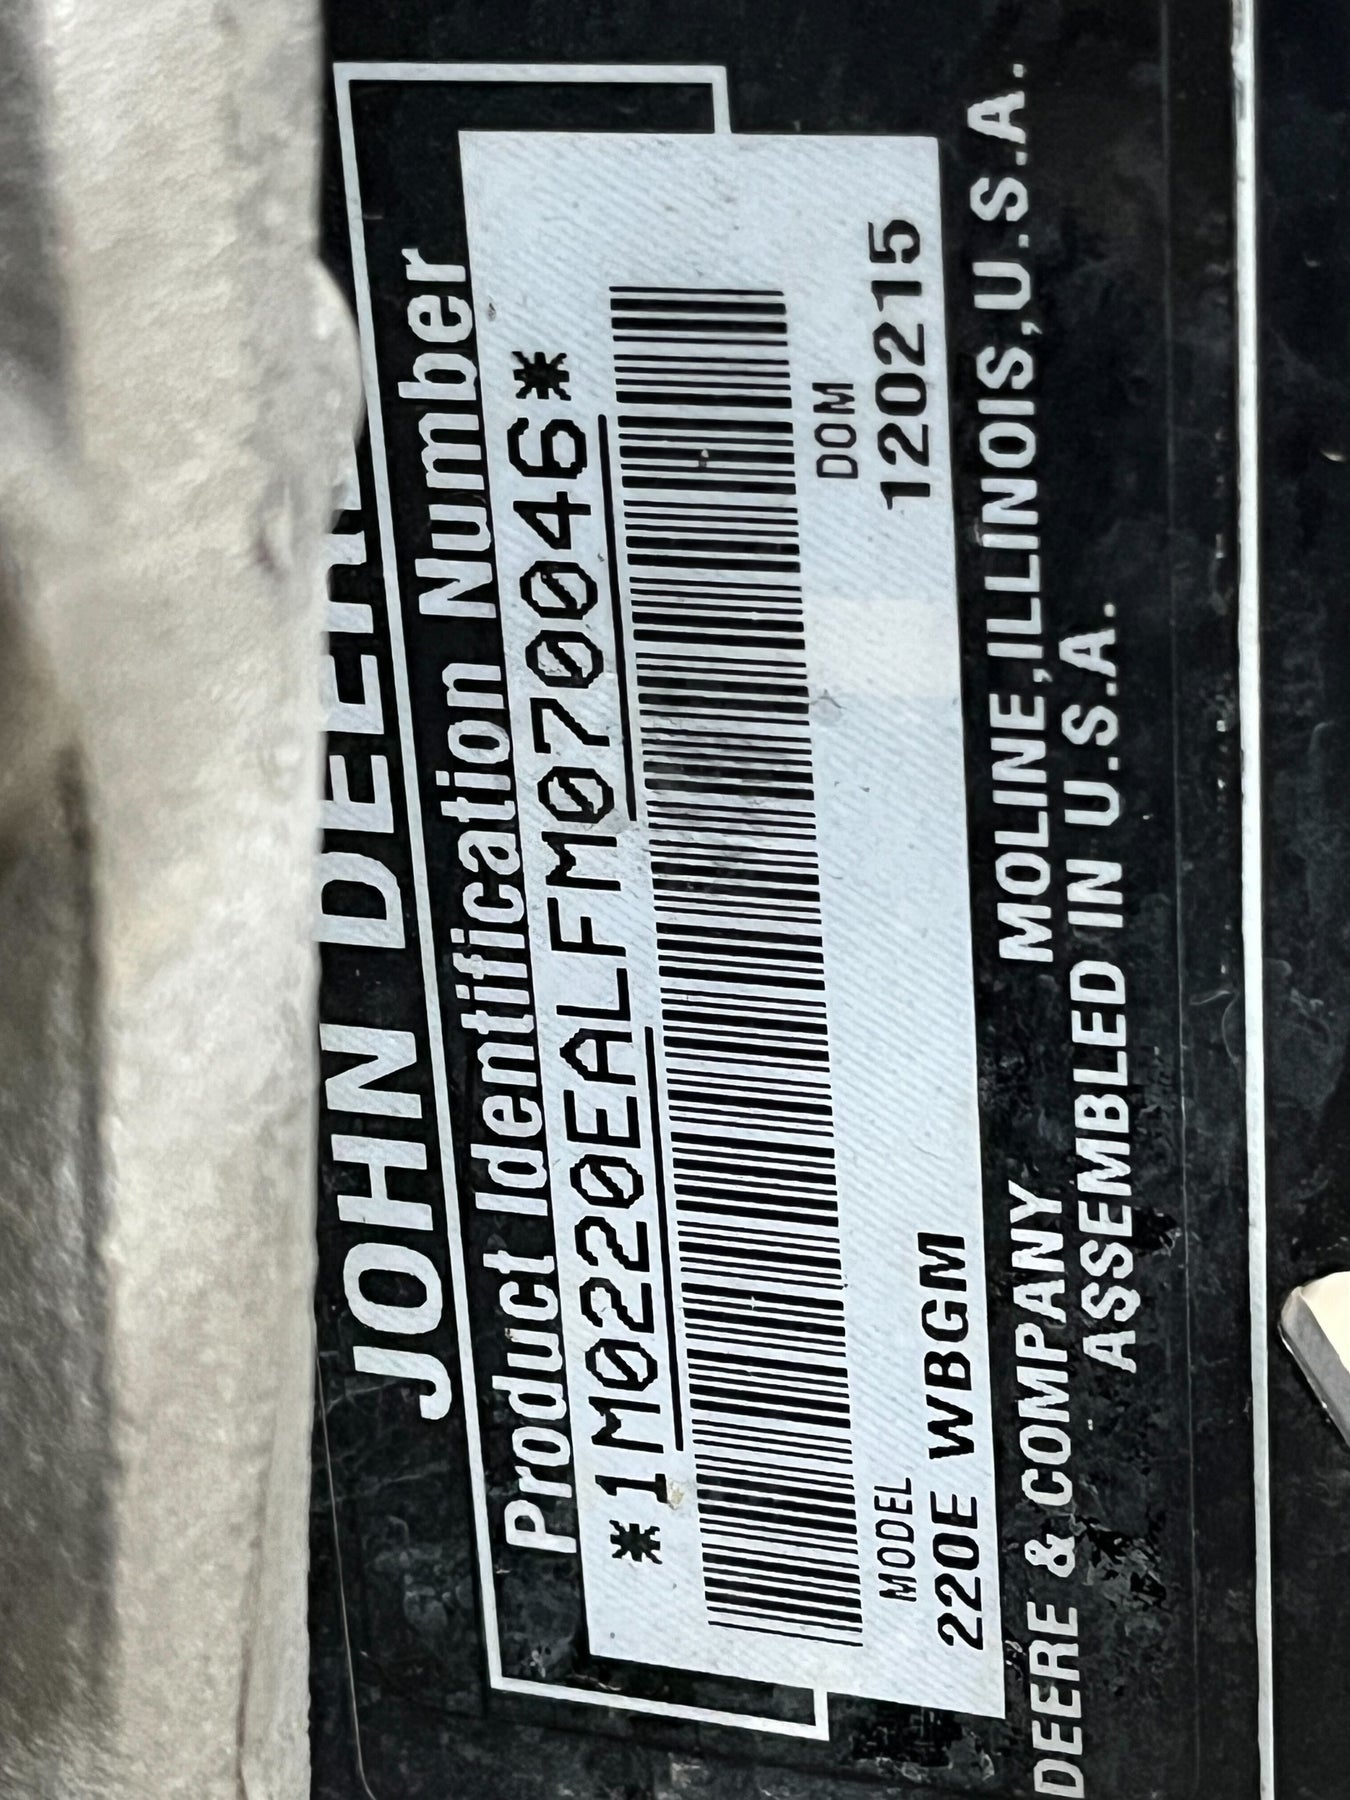 JOHN DEERE
Product Identification Number
*1M0220EALFM070046*
MODEL DOM
220E WBGM 120215
DEERE & COMPANY MOLINE,ILLINOIS,U.S.A.
ASSEMBLED IN U.S.A.